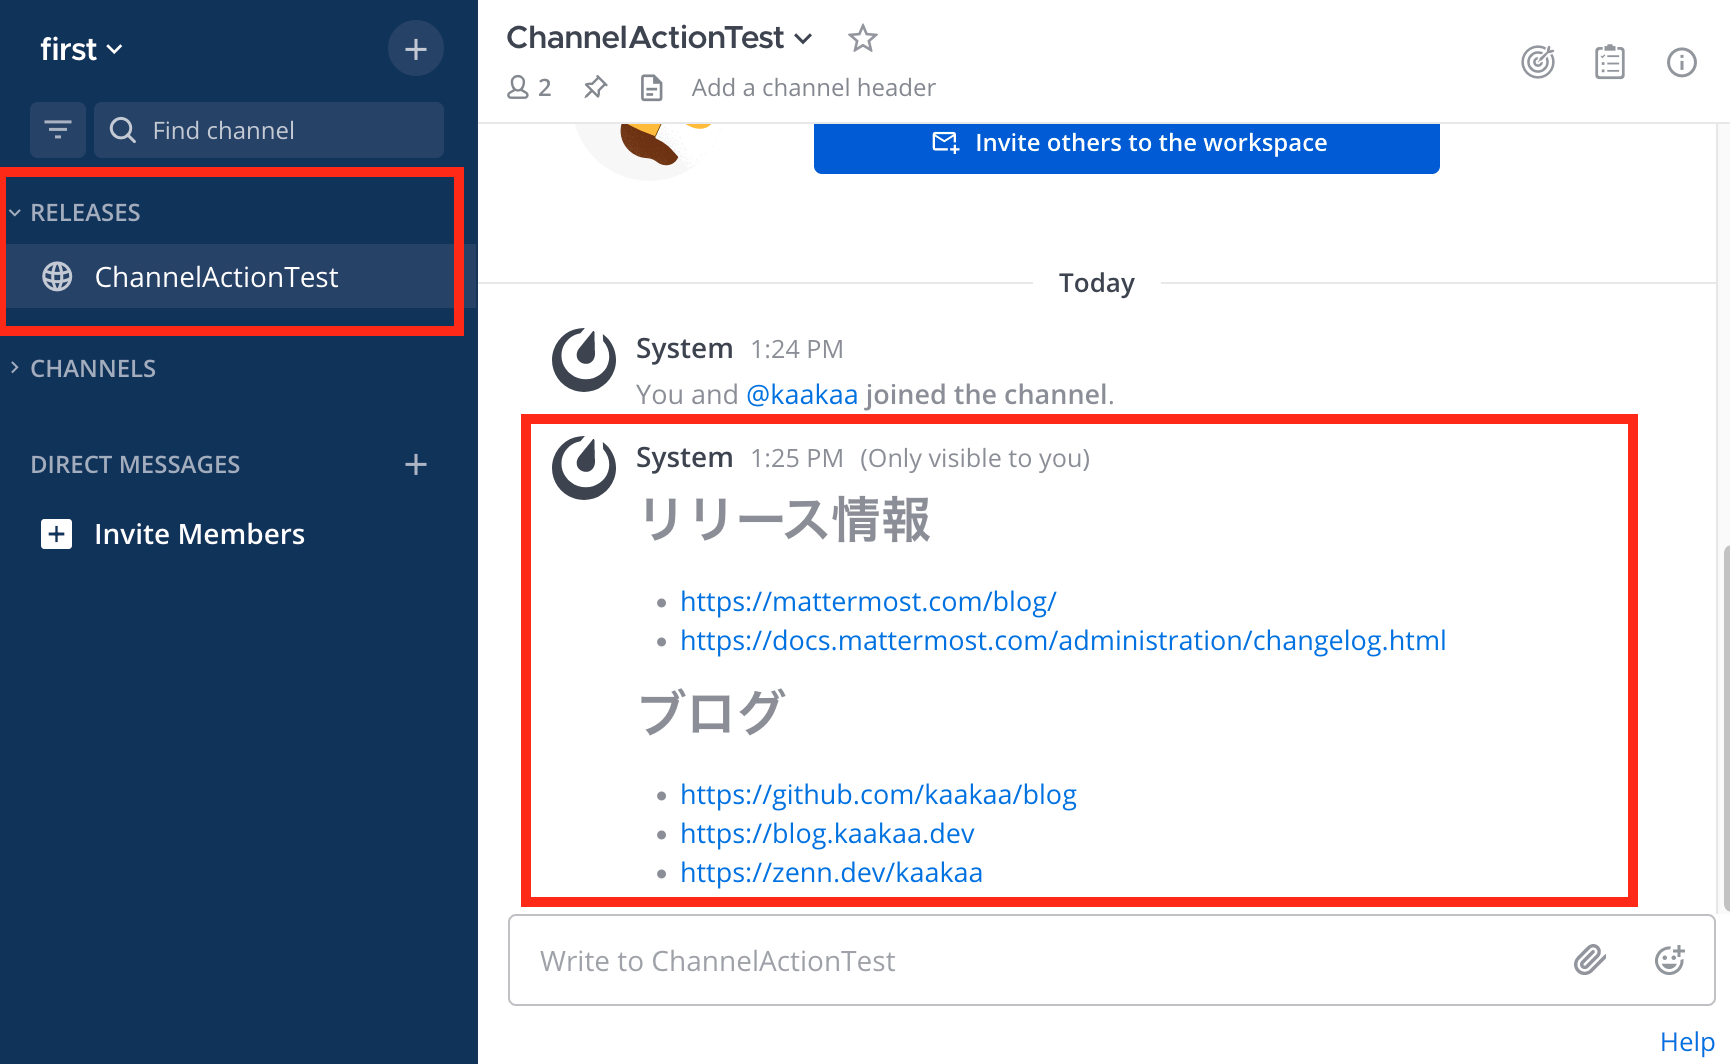 first
Find channel
RELEASES
ChannelActionTest
CHANNELS
DIRECT MESSAGES
Invite Members
ChannelActionTest
2
Add a channel header
Invite others to the workspace
Today
System 1:24 PM
You and @kaakaa joined the channel.
System 1:25 PM (Only visible to you)
リリース情報
https://mattermost.com/blog/
https://docs.mattermost.com/administration/changelog.html
ブログ
https://github.com/kaakaa/blog
https://blog.kaakaa.dev
https://zenn.dev/kaakaa
Write to ChannelActionTest
Help